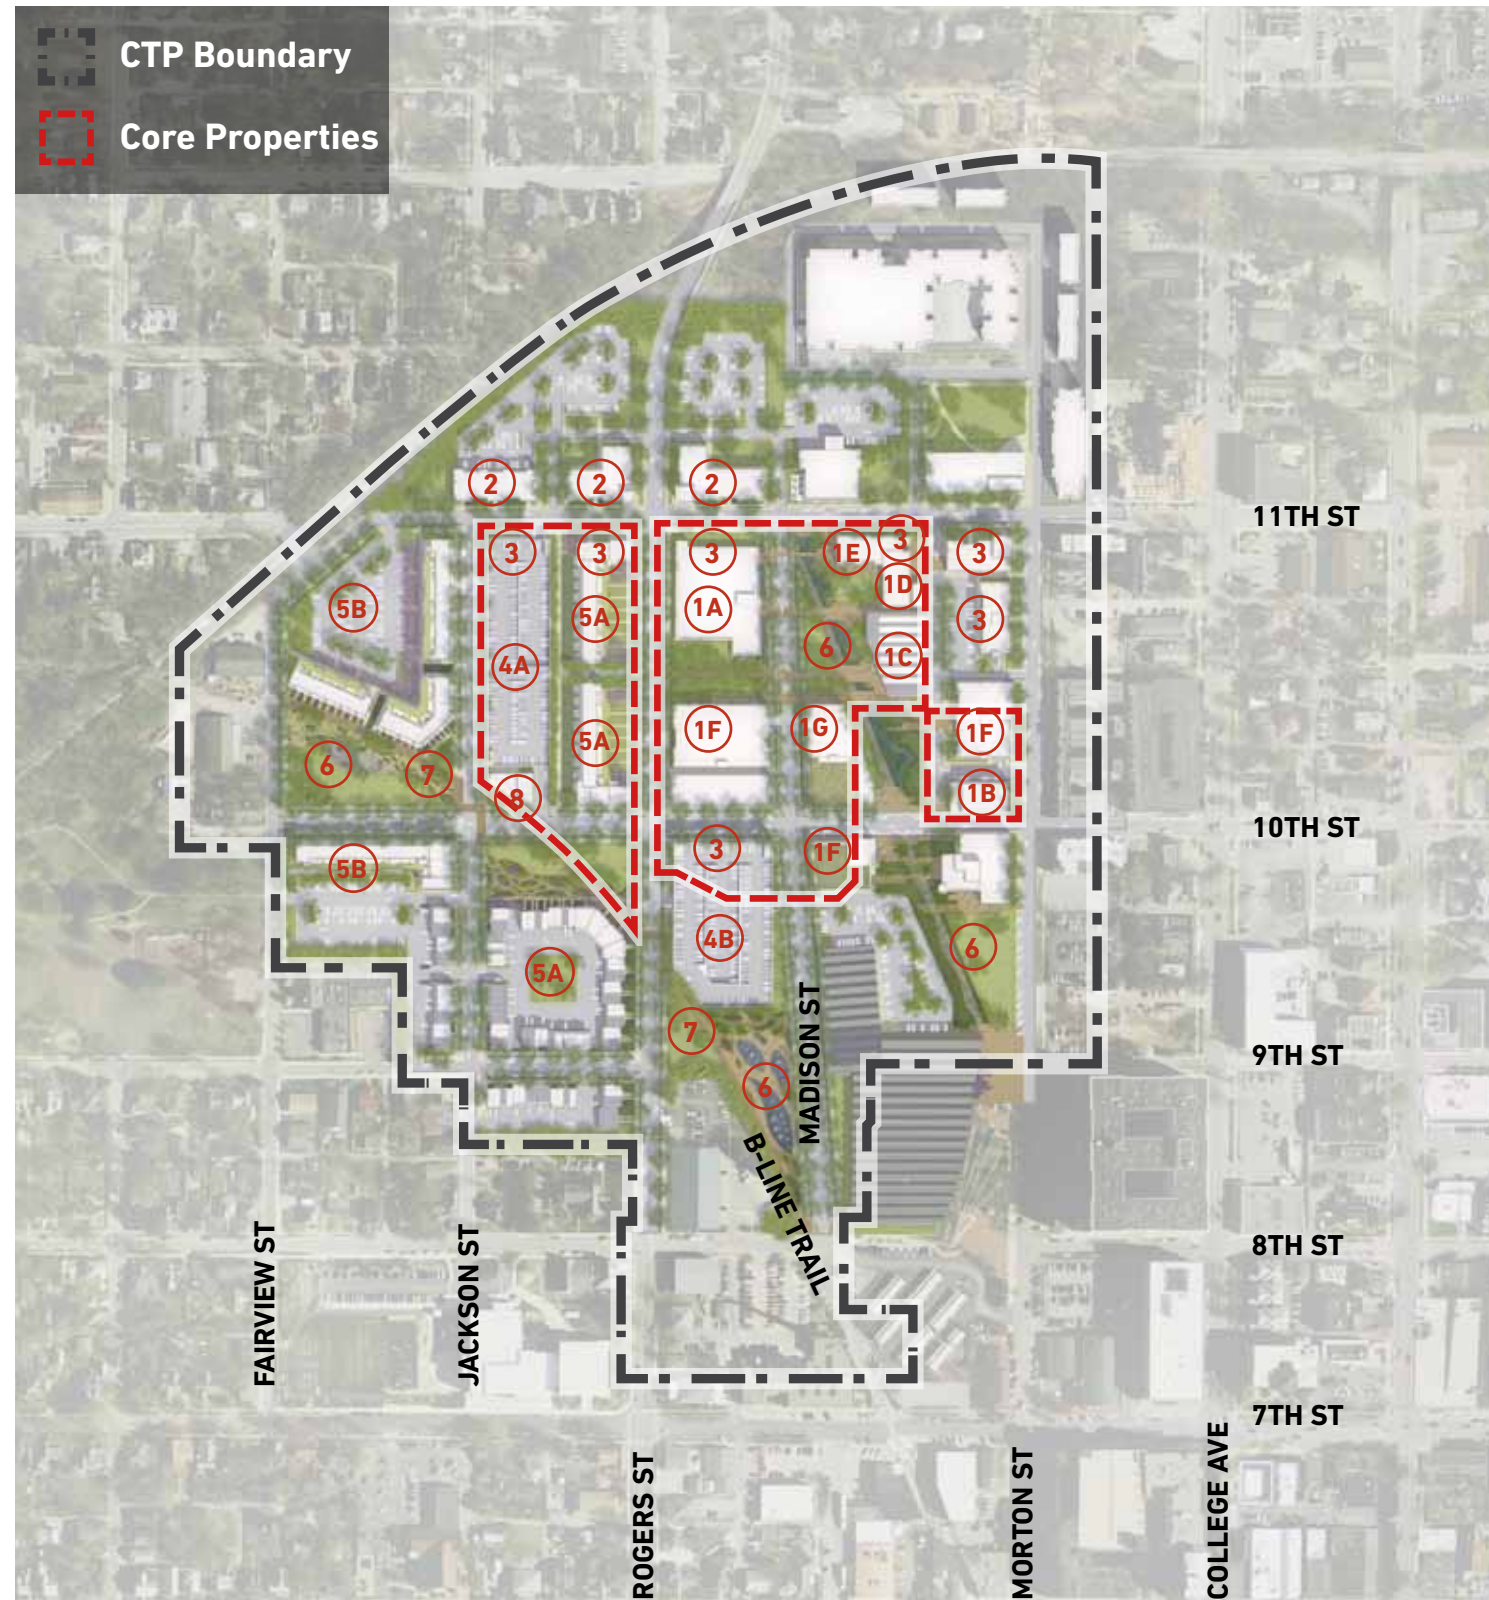 CTP Boundary
Core Properties
2
2
2
3
3
3
1E
3
3
1D
5B
1A
5A
3
6
1C
4A
1F
1G
1F
5A
6
7
8
1B
3
1F
5B
4B
6
5A
7
6
11TH ST
10TH ST
9TH ST
8TH ST
7TH ST
MADISON ST
B-LINE TRAIL
FAIRVIEW ST
JACKSON ST
ROGERS ST
MORTON ST
COLLEGE AVE